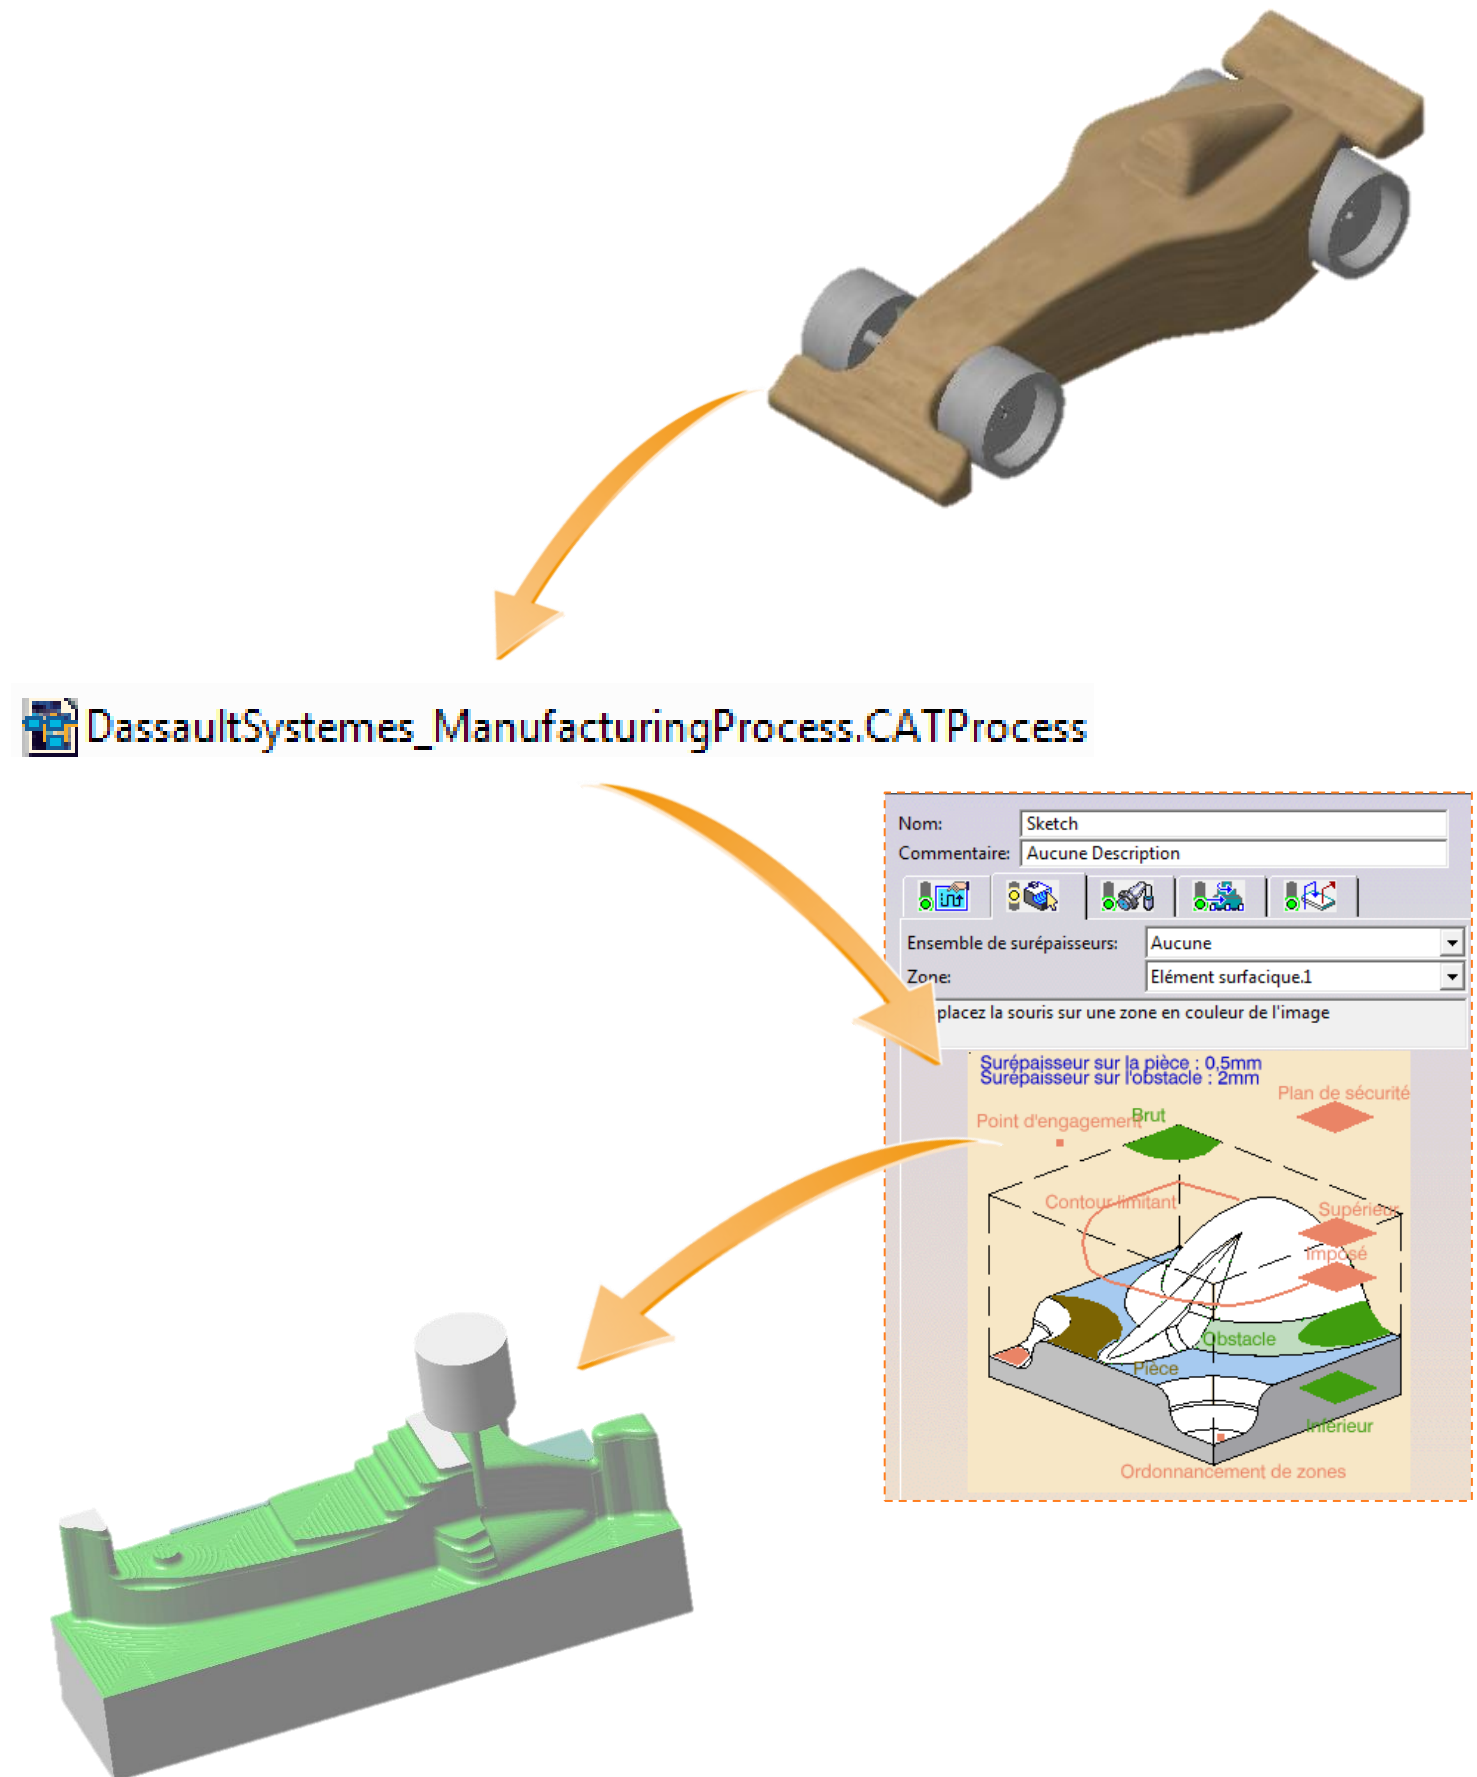 DassaultSystemes_ManufacturingProcess.CATProcess
Nom: Sketch
Commentaire: Aucune Description
Ensemble de surépaisseurs: Aucune
Zone: Elément surfacique.1
placez la souris sur une zone en couleur de l'image
Surépaisseur sur la pièce : 0,5mm
Surépaisseur sur l'obstacle : 2mm
Plan de sécurité
Point d'engagement
Brut
Contour limitant
Supérieur
Imposé
Obstacle
Pièce
Inférieur
Ordonnancement de zones